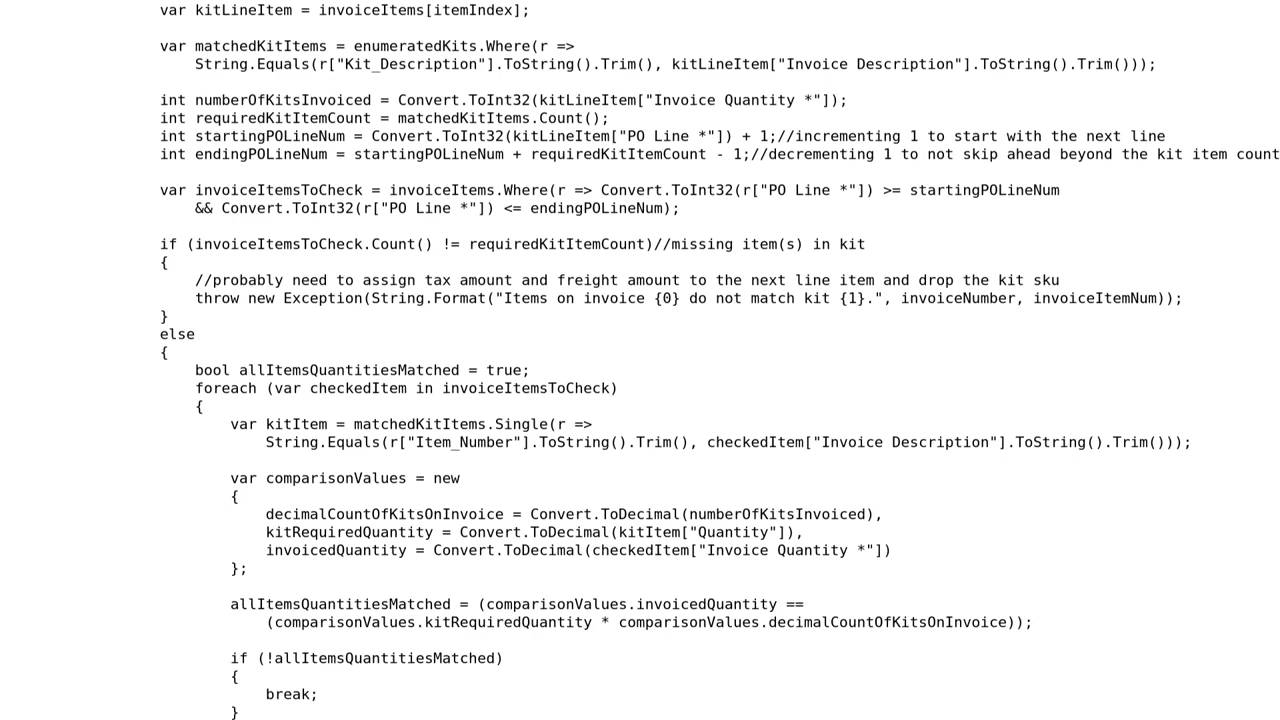 var kitLineItem = invoiceItems[itemIndex];
var matchedKitItems = enumeratedKits.Where(r =>
String.Equals(r["Kit_Description"].ToString().Trim(), kitLineItem["Invoice Description"].ToString().Trim()));
int numberOfKitsInvoiced = Convert.ToInt32(kitLineItem["Invoice Quantity *"]);
int requiredKitItemCount = matchedKitItems.Count();
int startingPOLineNum = Convert.ToInt32(kitLineItem["PO Line *"]) + 1;//incrementing 1 to start with the next line
int endingPOLineNum = startingPOLineNum + requiredKitItemCount - 1;//decrementing 1 to not skip ahead beyond the kit item count
var invoiceItemsToCheck = invoiceItems.Where(r => Convert.ToInt32(r["PO Line *"]) >= startingPOLineNum
&& Convert.ToInt32(r["PO Line *"]) <= endingPOLineNum);
if (invoiceItemsToCheck.Count() != requiredKitItemCount)//missing item(s) in kit
{
//probably need to assign tax amount and freight amount to the next line item and drop the kit sku
throw new Exception(String.Format("Items on invoice {0} do not match kit {1}.", invoiceNumber, invoiceItemNum));
}
else
{
bool allItemsQuantitiesMatched = true;
foreach (var checkedItem in invoiceItemsToCheck)
{
var kitItem = matchedKitItems.Single(r =>
String.Equals(r["Item_Number"].ToString().Trim(), checkedItem["Invoice Description"].ToString().Trim()));
var comparisonValues = new
{
decimalCountOfKitsOnInvoice = Convert.ToDecimal(numberOfKitsInvoiced),
kitRequiredQuantity = Convert.ToDecimal(kitItem["Quantity"]),
invoicedQuantity = Convert.ToDecimal(checkedItem["Invoice Quantity *"])
};
allItemsQuantitiesMatched = (comparisonValues.invoicedQuantity ==
(comparisonValues.kitRequiredQuantity * comparisonValues.decimalCountOfKitsOnInvoice));
if (!allItemsQuantitiesMatched)
{
break;
}